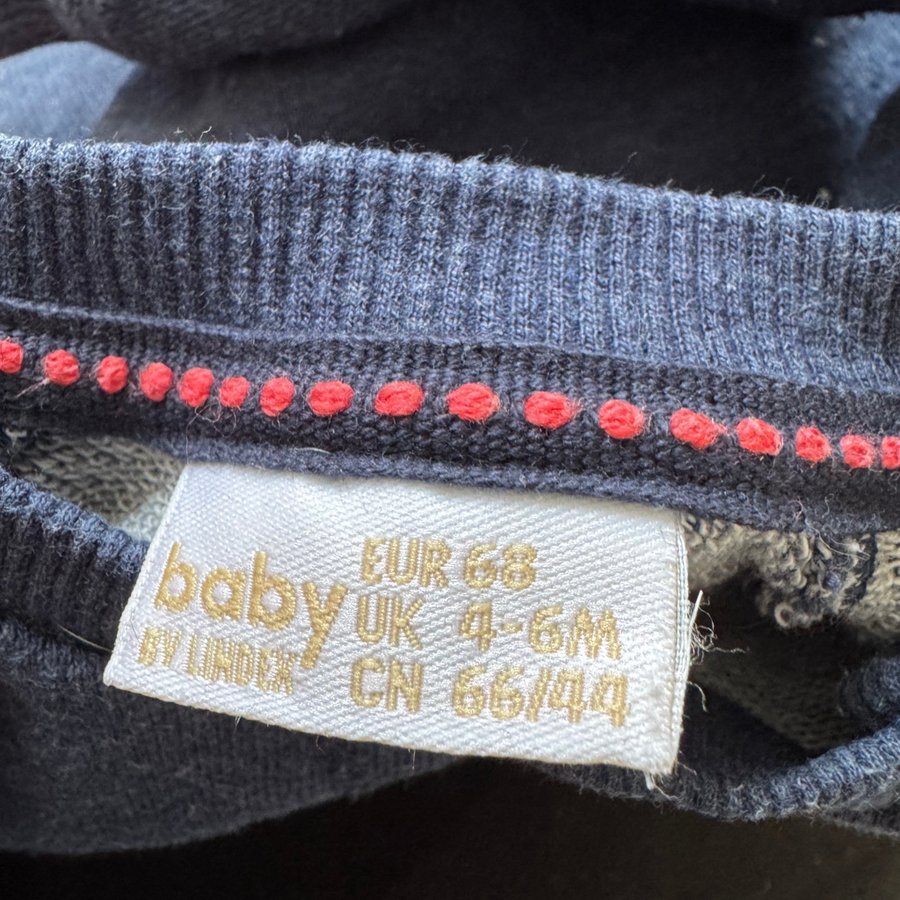 baby
BY LINDEX
EUR 68
UK 4-6M
CN 66/44